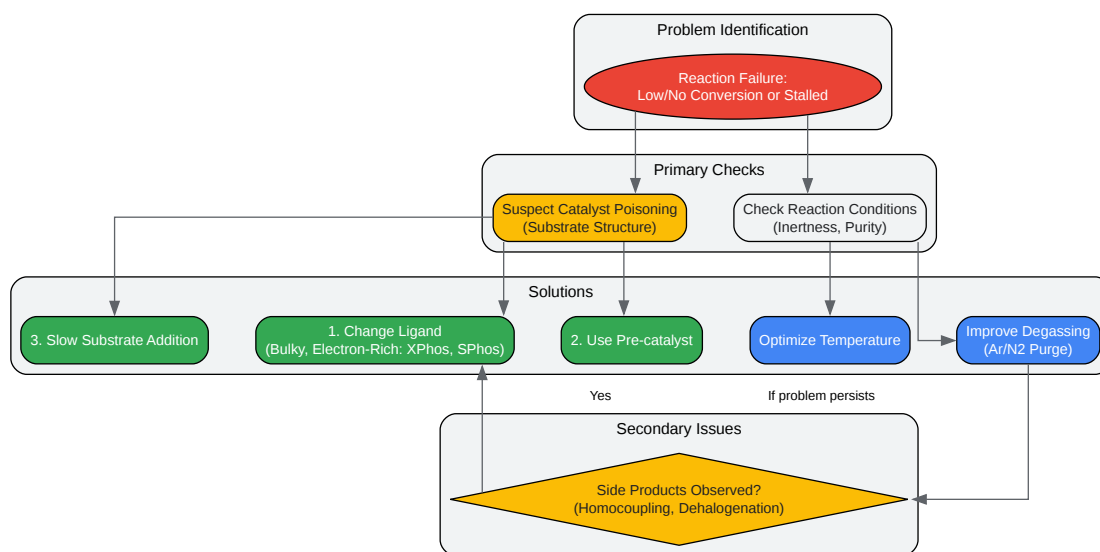 Problem Identification
Reaction Failure:
Low/No Conversion or Stalled
Primary Checks
Suspect Catalyst Poisoning
(Substrate Structure)
Check Reaction Conditions
(Inertness, Purity)
Solutions
3. Slow Substrate Addition
1. Change Ligand
(Bulky, Electron-Rich: XPhos, SPhos)
2. Use Pre-catalyst
Optimize Temperature
Improve Degassing
(Ar/N2 Purge)
Yes
If problem persists
Secondary Issues
Side Products Observed?
(Homocoupling, Dehalogenation)